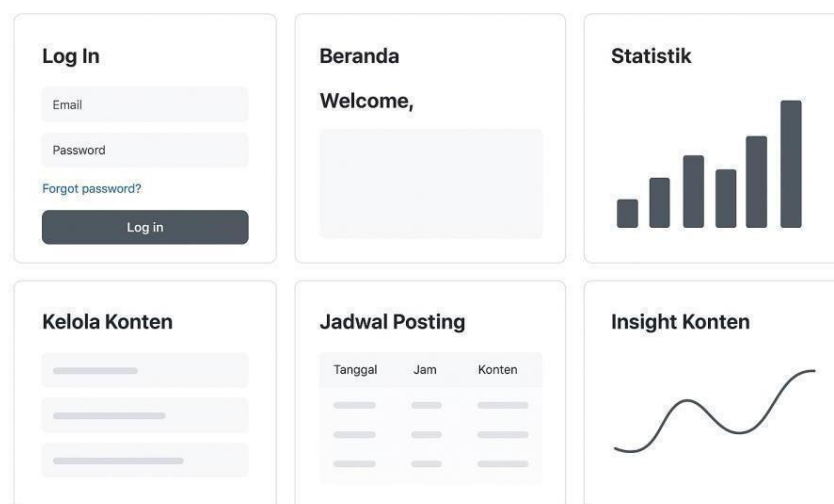 Log In
Email
Password
Forgot password?
Log in
Beranda
Welcome,
Statistik
Kelola Konten
Jadwal Posting
Tanggal Jam Konten
Insight Konten